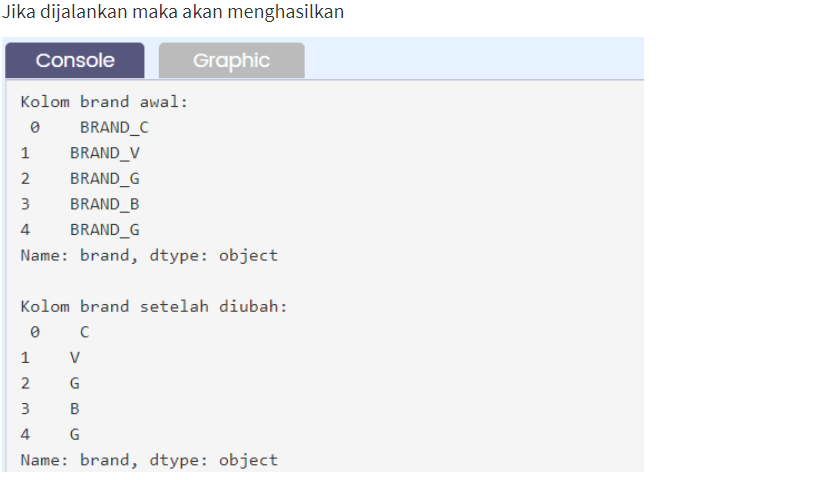 Jika dijalankan maka akan menghasilkan
Console Graphic
Kolom brand awal:
 0    BRAND_C
1    BRAND_V
2    BRAND_G
3    BRAND_B
4    BRAND_G
Name: brand, dtype: object
Kolom brand setelah diubah:
 0    C
1    V
2    G
3    B
4    G
Name: brand, dtype: object